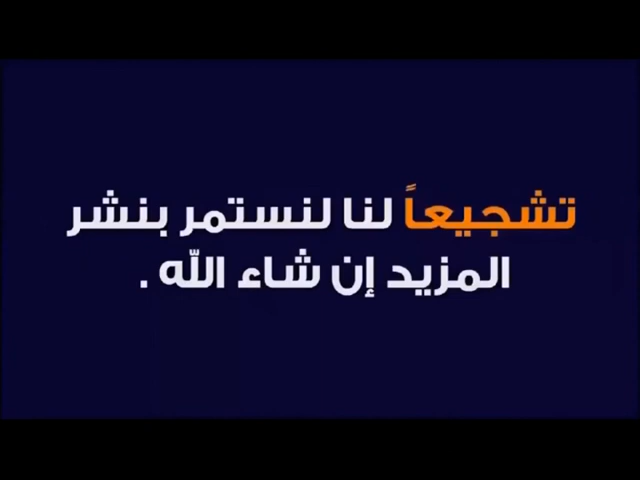 تشجيعاً لنا لنستمر بنشر
المزيد إن شاء الله .